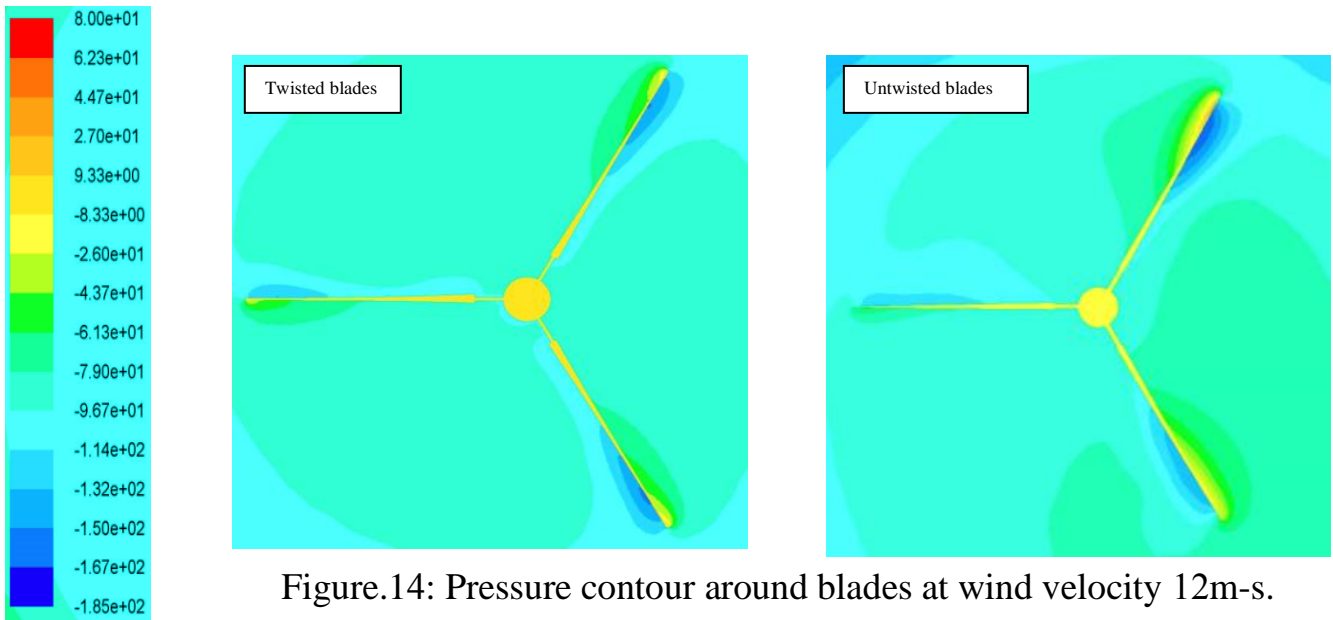 8.00e+01
6.23e+01
4.47e+01
2.70e+01
9.33e+00
-8.33e+00
-2.60e+01
-4.37e+01
-6.13e+01
-7.90e+01
-9.67e+01
-1.14e+02
-1.32e+02
-1.50e+02
-1.67e+02
-1.85e+02
Twisted blades
Untwisted blades
Figure.14: Pressure contour around blades at wind velocity 12m-s.